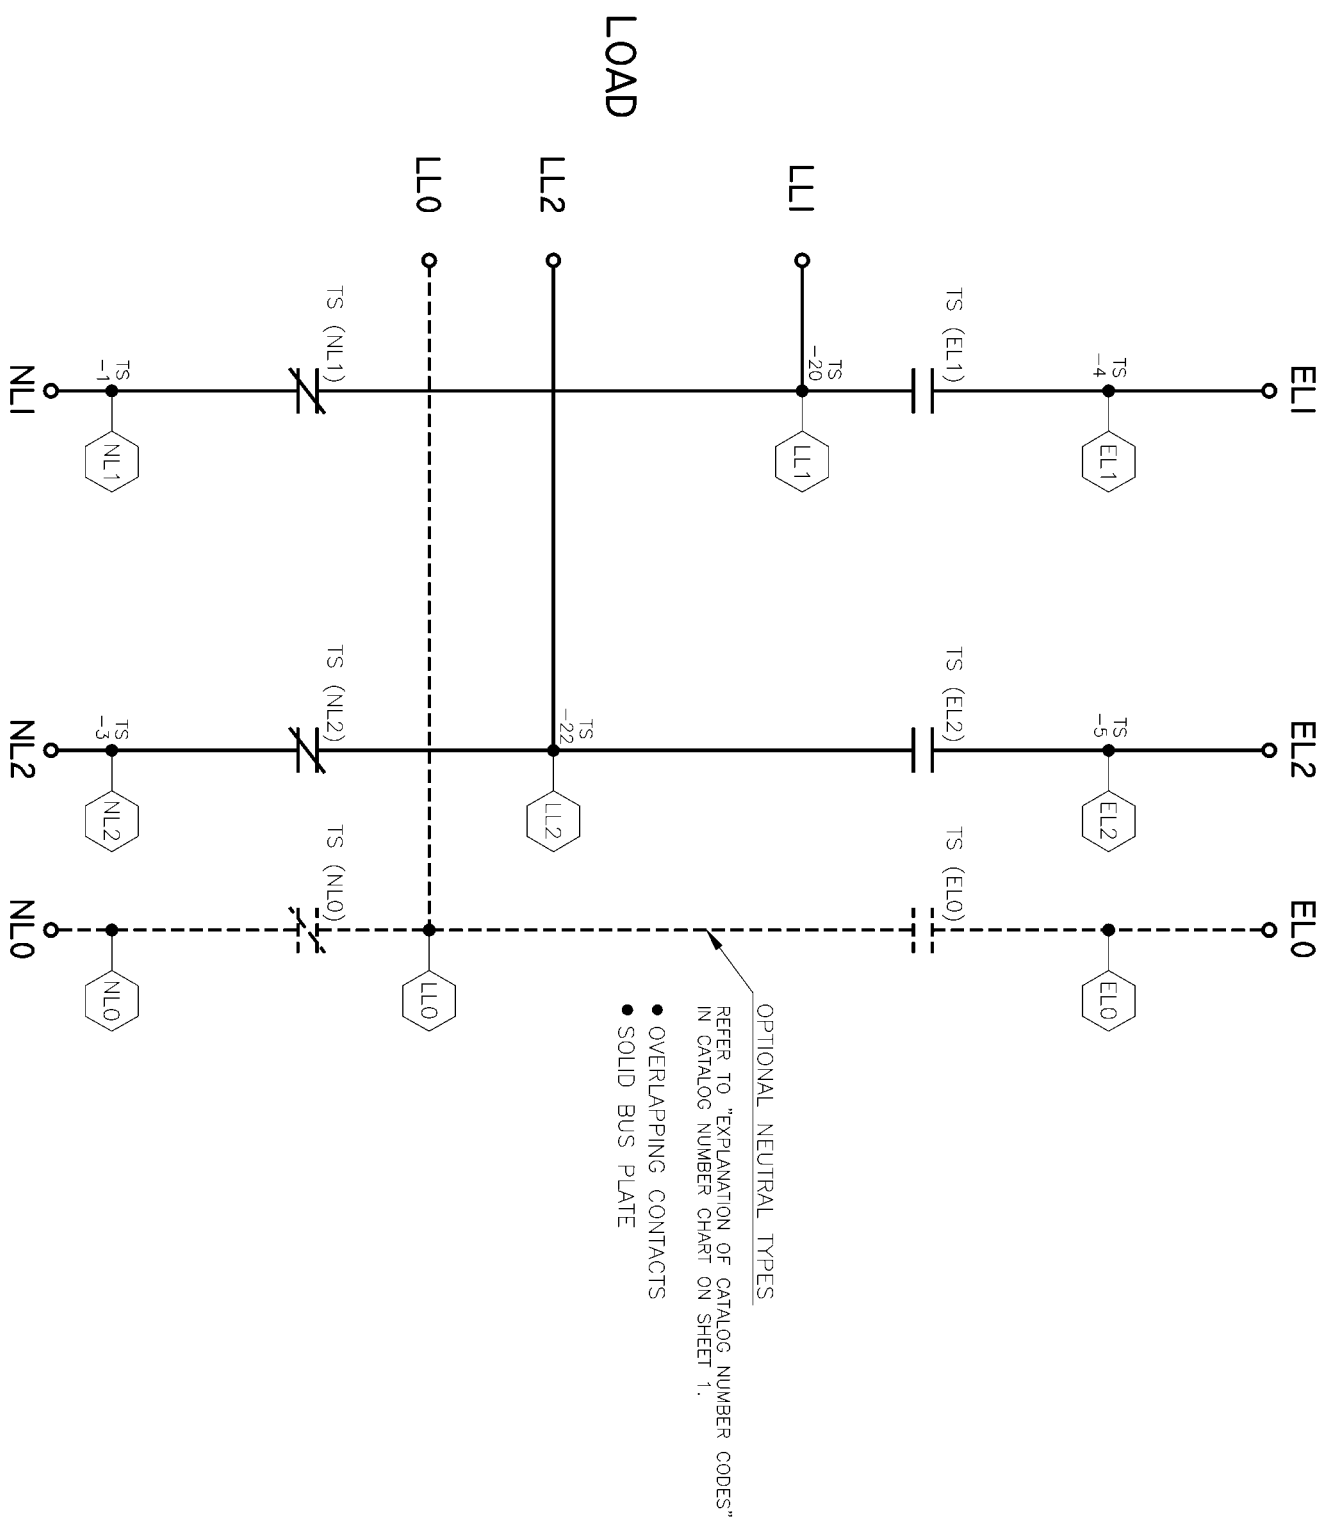 LOAD
LL0
LL2
LL1
TS (NL1)
TS (EL1)
NL1
TS
-1
NL1
TS
-20
LL1
TS
-4
EL1
EL1
TS (NL2)
TS (EL2)
NL2
TS
-3
NL2
TS
-22
LL2
TS
-5
EL2
EL2
TS (NL0)
TS (EL0)
NL0
NL0
LL0
EL0
EL0
OPTIONAL NEUTRAL TYPES
REFER TO "EXPLANATION OF CATALOG NUMBER CODES"
IN CATALOG NUMBER CHART ON SHEET 1.
● OVERLAPPING CONTACTS
● SOLID BUS PLATE